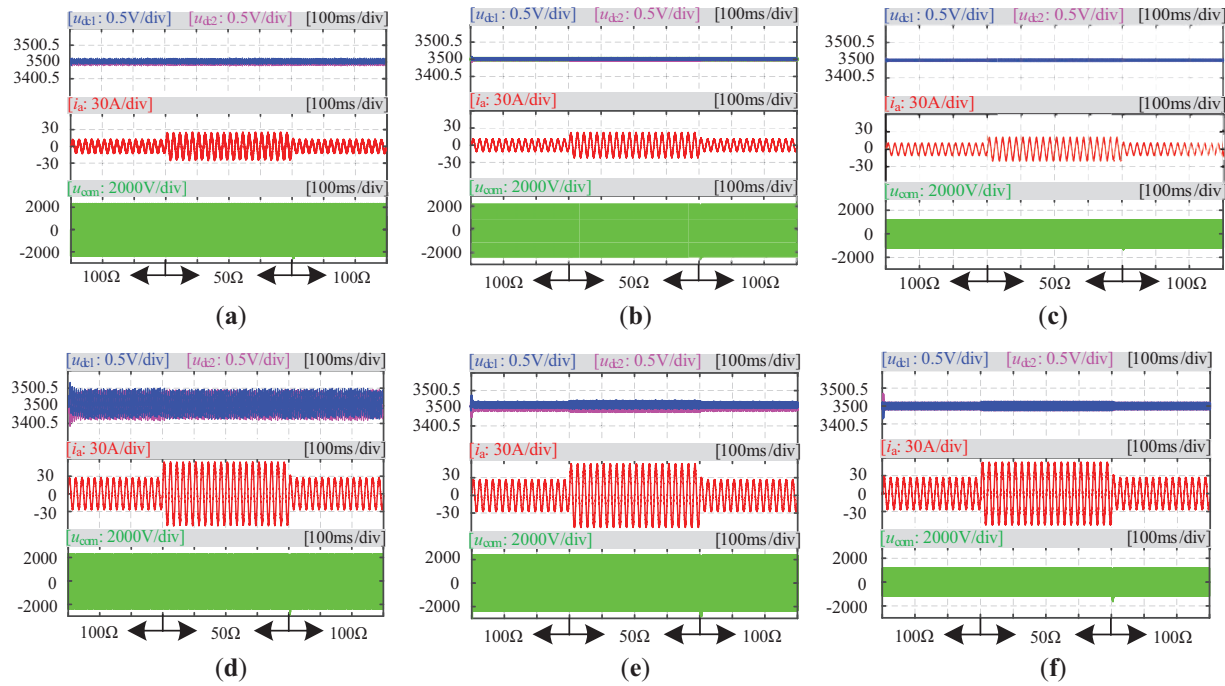 [udc1: 0.5V/div] [udc2: 0.5V/div] [100ms/div]
3500.5
3500
3400.5
[ia: 30A/div] [100ms/div]
30
0
-30
[ucom: 2000V/div] [100ms/div]
2000
0
-2000
100Ω 50Ω 100Ω
(a)
[udc1: 0.5V/div] [udc2: 0.5V/div] [100ms/div]
3500.5
3500
3400.5
[ia: 30A/div] [100ms/div]
30
0
-30
[ucom: 2000V/div] [100ms/div]
2000
0
-2000
100Ω 50Ω 100Ω
(b)
[udc1: 0.5V/div] [udc2: 0.5V/div] [100ms/div]
3500.5
3500
3400.5
[ia: 30A/div] [100ms/div]
30
0
-30
[ucom: 2000V/div] [100ms/div]
2000
0
-2000
100Ω 50Ω 100Ω
(c)
[udc1: 0.5V/div] [udc2: 0.5V/div] [100ms/div]
3500.5
3500
3400.5
[ia: 30A/div] [100ms/div]
30
0
-30
[ucom: 2000V/div] [100ms/div]
2000
0
-2000
100Ω 50Ω 100Ω
(d)
[udc1: 0.5V/div] [udc2: 0.5V/div] [100ms/div]
3500.5
3500
3400.5
[ia: 30A/div] [100ms/div]
30
0
-30
[ucom: 2000V/div] [100ms/div]
2000
0
-2000
100Ω 50Ω 100Ω
(e)
[udc1: 0.5V/div] [udc2: 0.5V/div] [100ms/div]
3500.5
3500
3400.5
[ia: 30A/div] [100ms/div]
30
0
-30
[ucom: 2000V/div] [100ms/div]
2000
0
-2000
100Ω 50Ω 100Ω
(f)